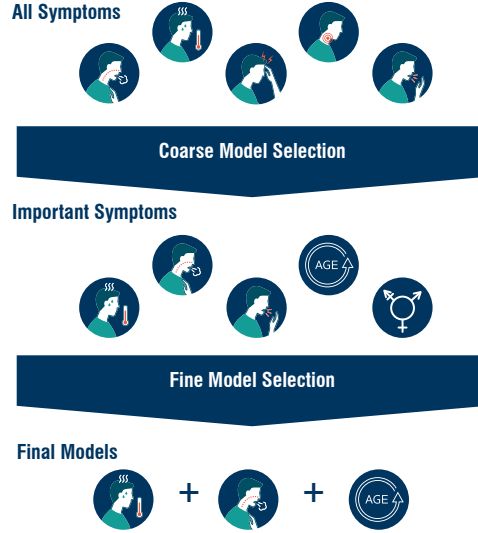 All Symptoms
Coarse Model Selection
Important Symptoms
AGE
Fine Model Selection
Final Models
+ + AGE